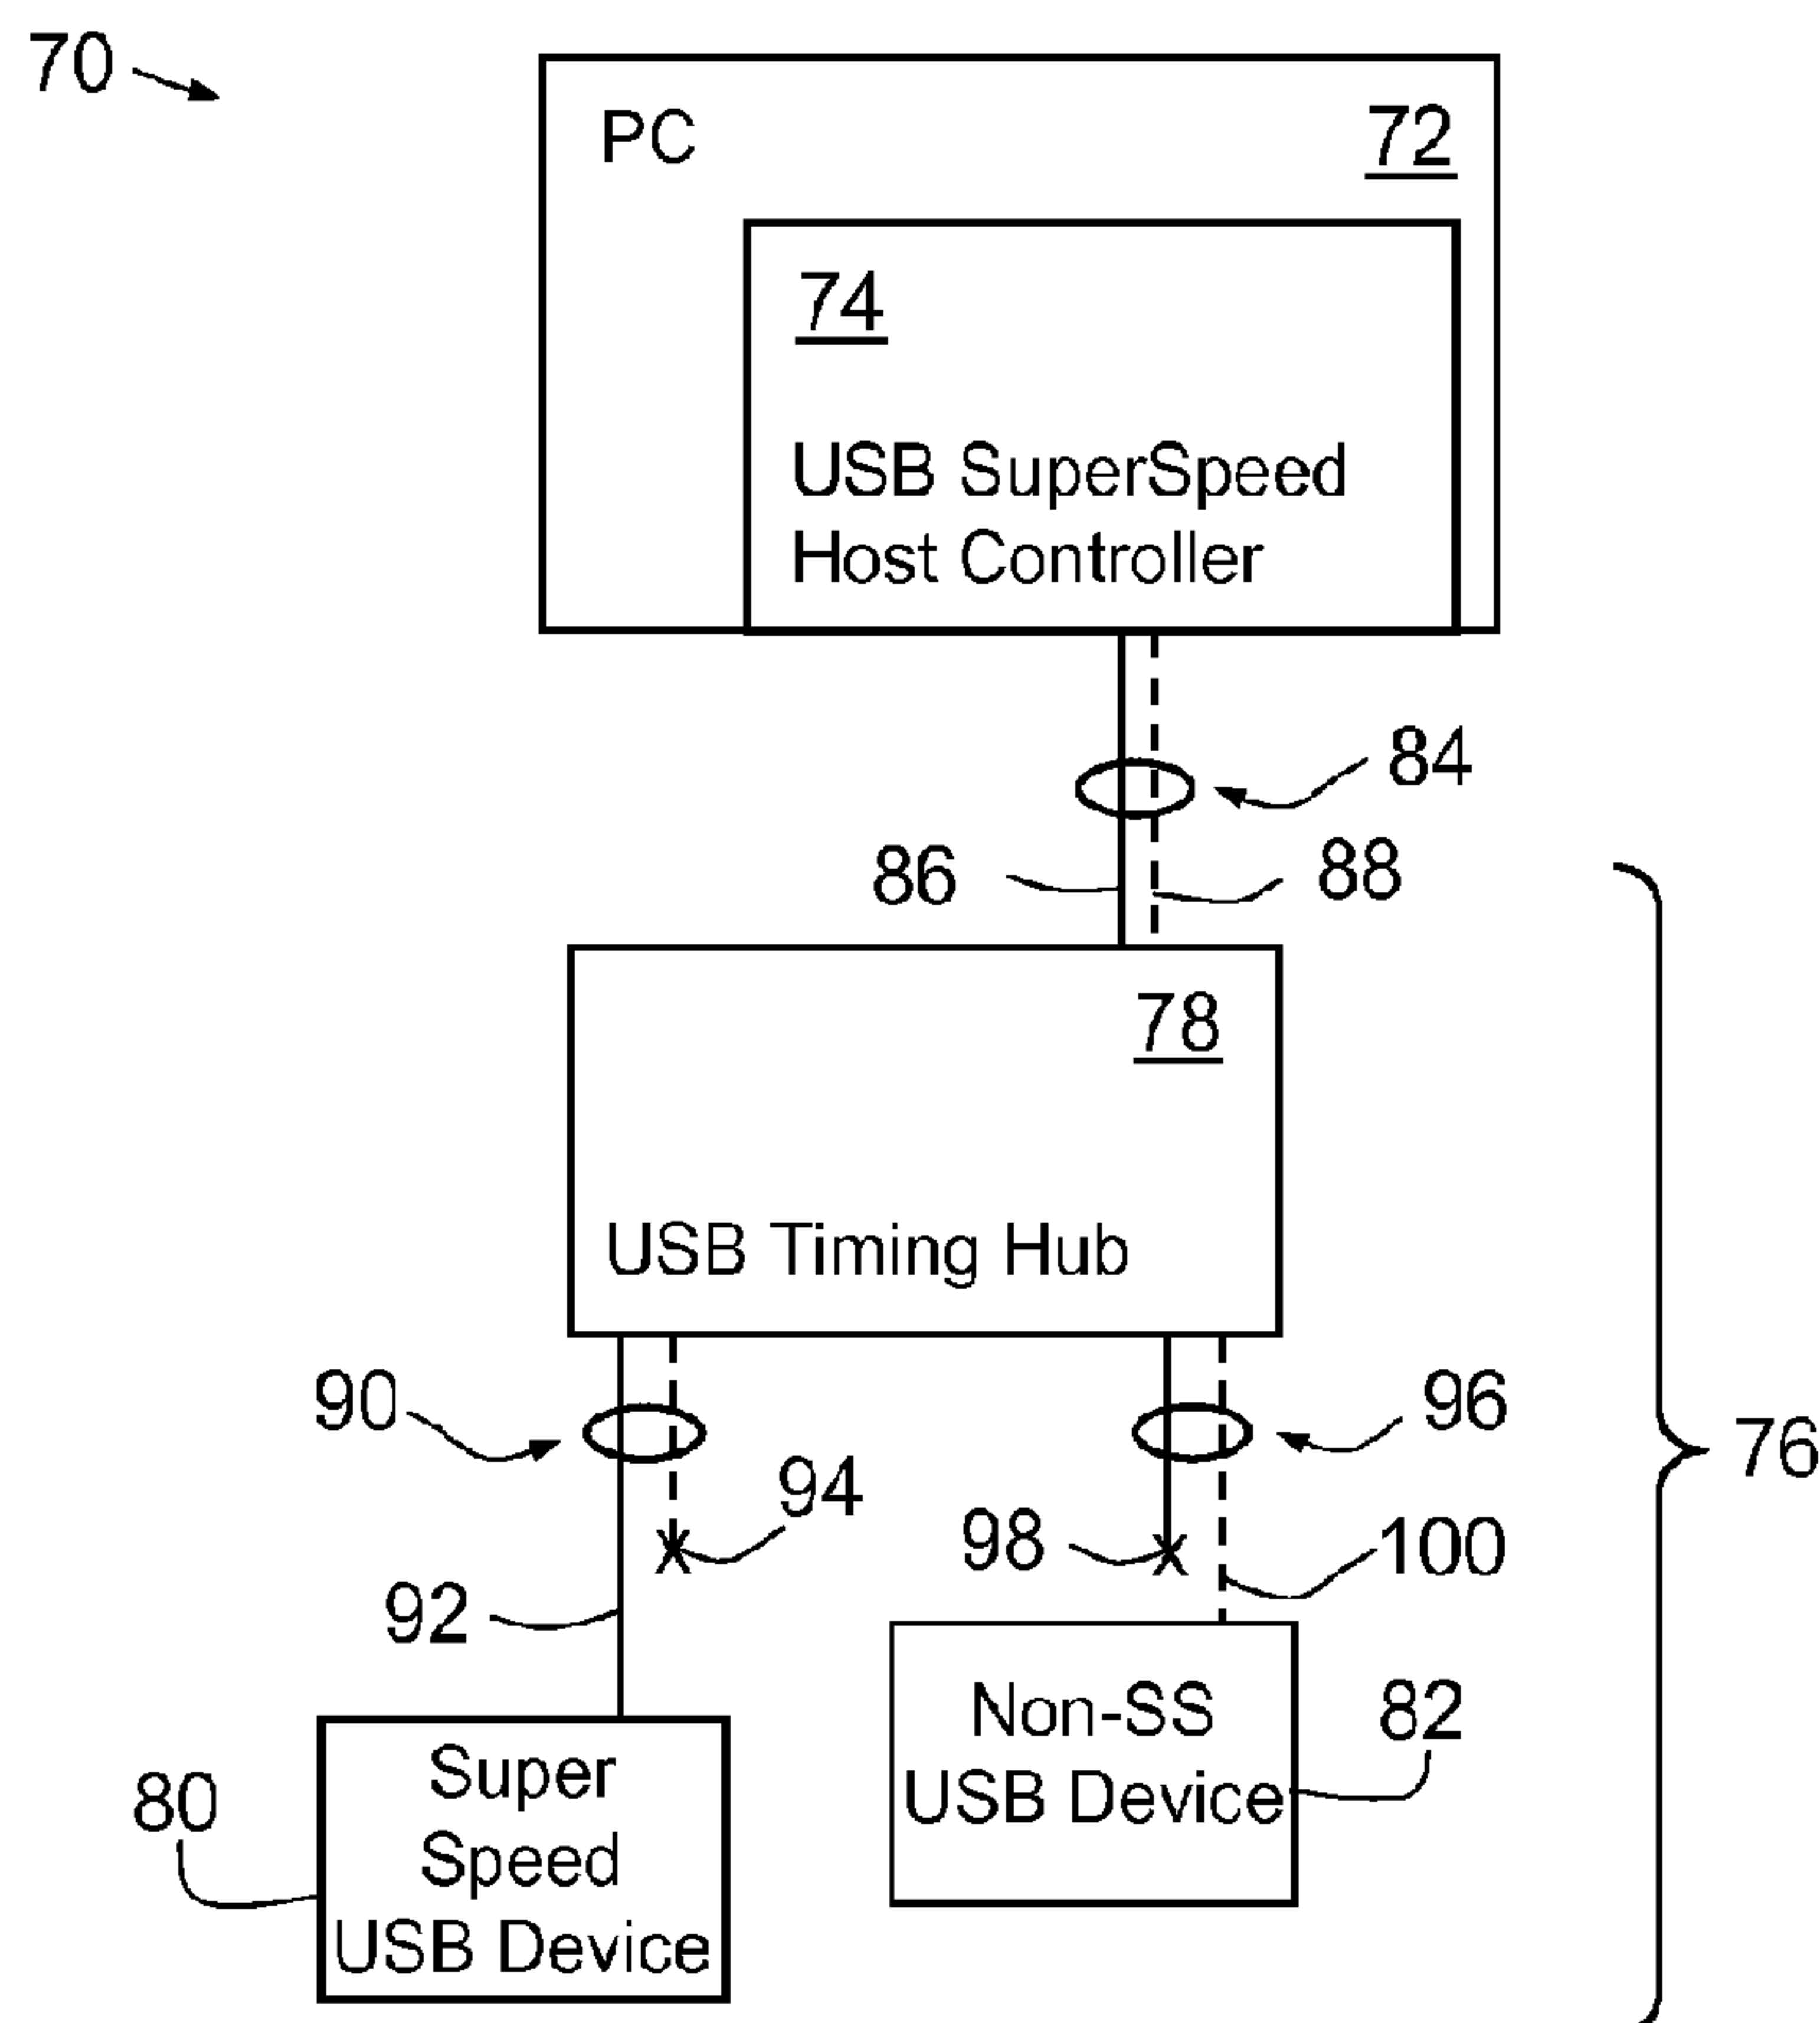 70
PC
72
74
USB SuperSpeed
Host Controller
84
86
88
78
USB Timing Hub
90
96
94
98
100
76
92
Non-SS
USB Device
82
80
Super
Speed
USB Device